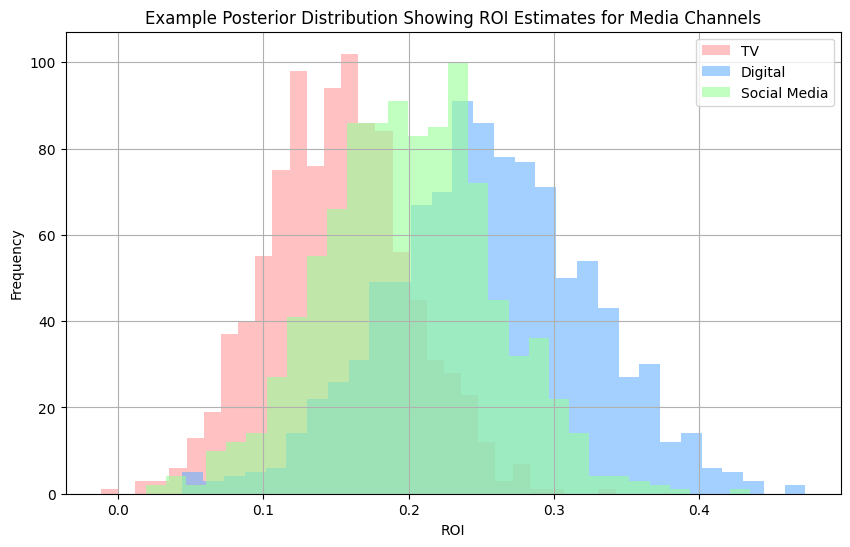 Example Posterior Distribution Showing ROI Estimates for Media Channels
TV
Digital
Social Media
Frequency
100
80
60
40
20
0
0.0 0.1 0.2 0.3 0.4
ROI